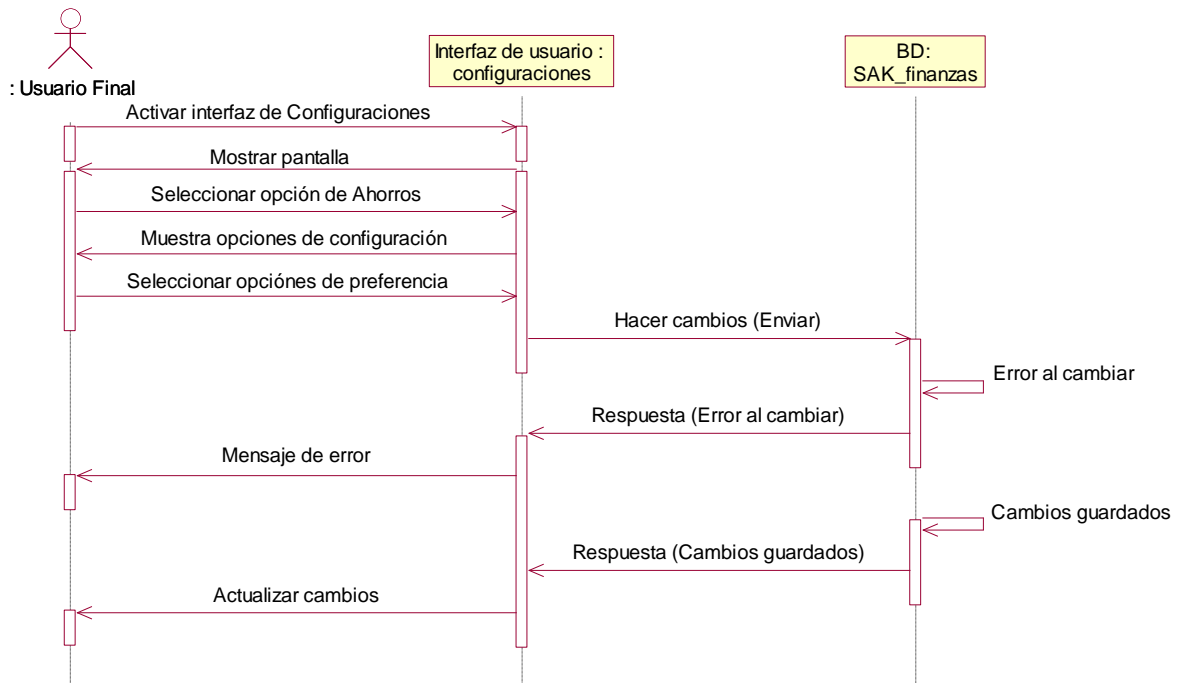 : Usuario Final
Interfaz de usuario :
configuraciones
BD:
SAK_finanzas
Activar interfaz de Configuraciones
Mostrar pantalla
Seleccionar opción de Ahorros
Muestra opciones de configuración
Seleccionar opciónes de preferencia
Hacer cambios (Enviar)
Error al cambiar
Respuesta (Error al cambiar)
Mensaje de error
Cambios guardados
Respuesta (Cambios guardados)
Actualizar cambios